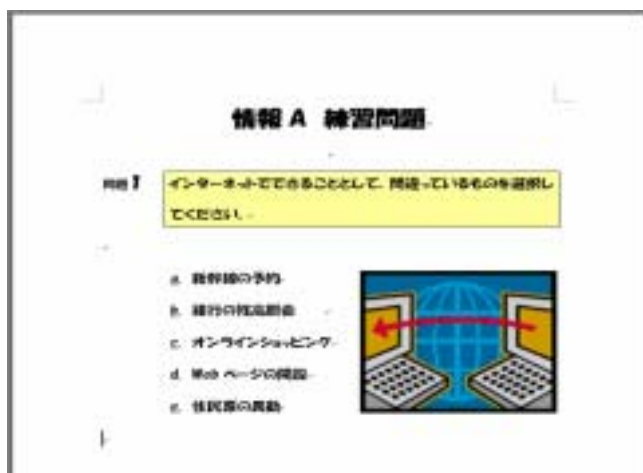 情報A 練習問題
問題1
インターネットでできることとして、間違っているものを選択し
てください。
a. 新幹線の予約
b. 銀行の残高照会
c. オンラインショッピング
d. Webページの開設
e. 住民票の異動